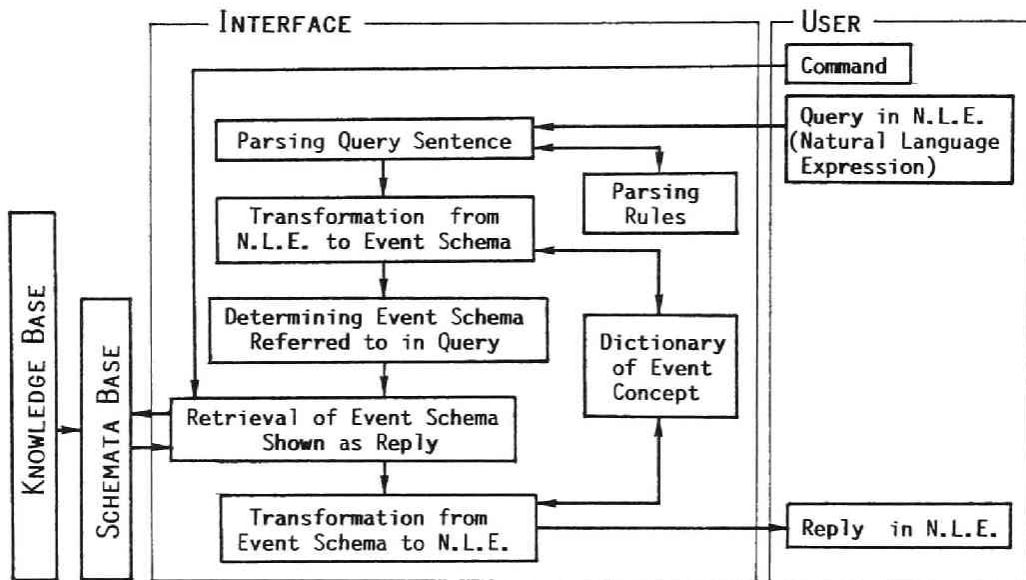 INTERFACE
USER
Command
Query in N.L.E.
(Natural Language
Expression)
Parsing Query Sentence
Parsing
Rules
Transformation from
N.L.E. to Event Schema
Determining Event Schema
Referred to in Query
Dictionary
of Event
Concept
KNOWLEDGE BASE
SCHEMATA BASE
Retrieval of Event Schema
Shown as Reply
Transformation from
Event Schema to N.L.E.
Reply in N.L.E.